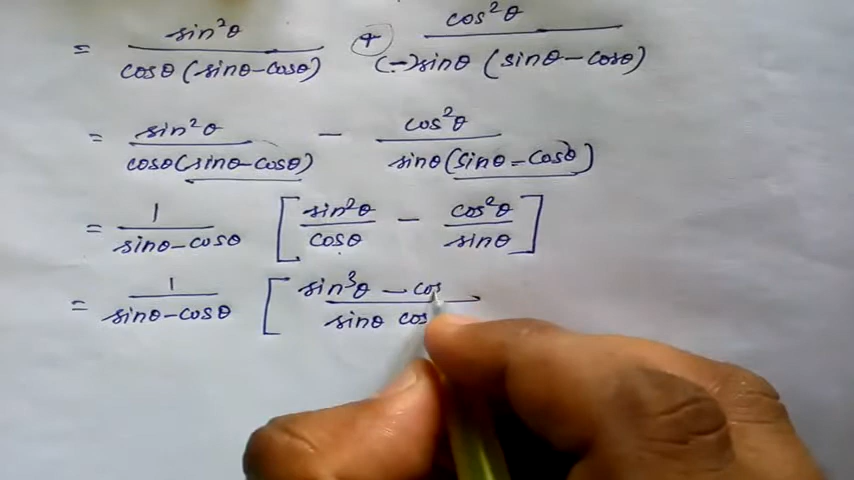 = sin²θ / cosθ (sinθ-cosθ) + cos²θ / (-) sinθ (sinθ-cosθ)
= sin²θ / cosθ(sinθ-cosθ) - cos²θ / sinθ(sinθ-cosθ)
= 1 / sinθ-cosθ [ sin²θ / cosθ - cos²θ / sinθ ]
= 1 / sinθ-cosθ [ sin³θ - cos / sinθ cos